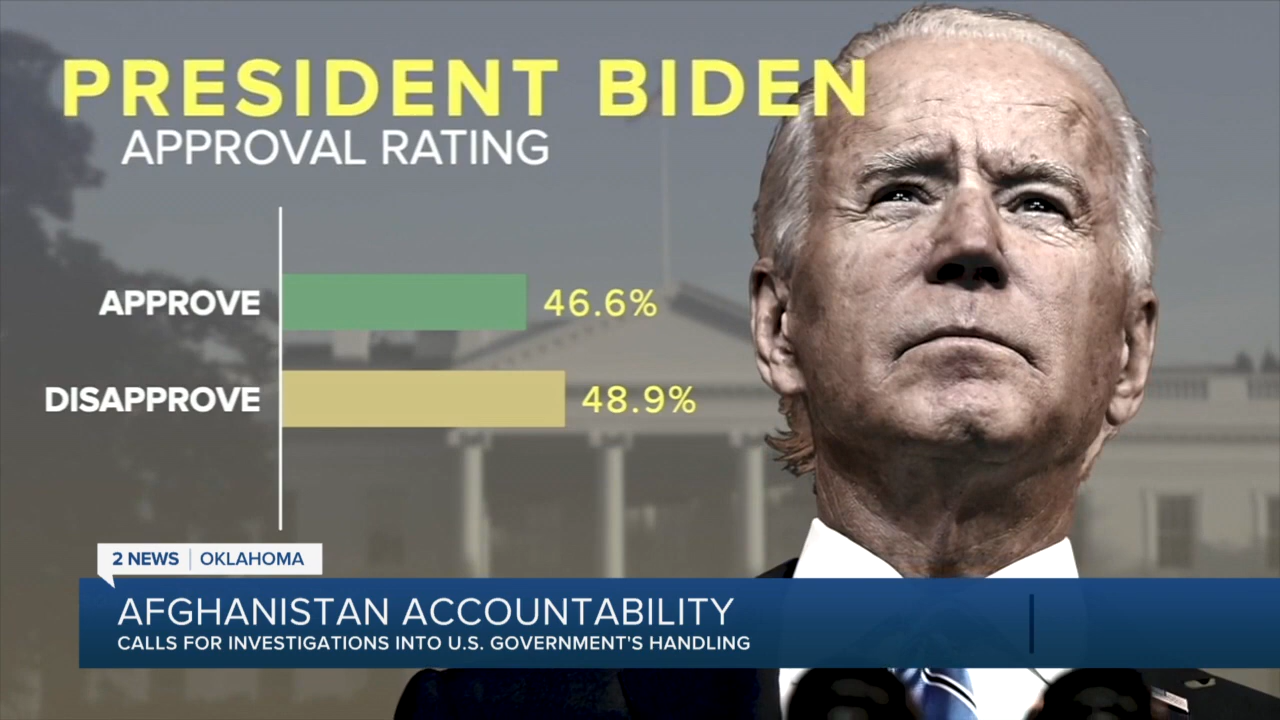 PRESIDENT BIDEN
APPROVAL RATING
APPROVE 46.6%
DISAPPROVE 48.9%
2 NEWS | OKLAHOMA
AFGHANISTAN ACCOUNTABILITY
CALLS FOR INVESTIGATIONS INTO U.S. GOVERNMENT'S HANDLING